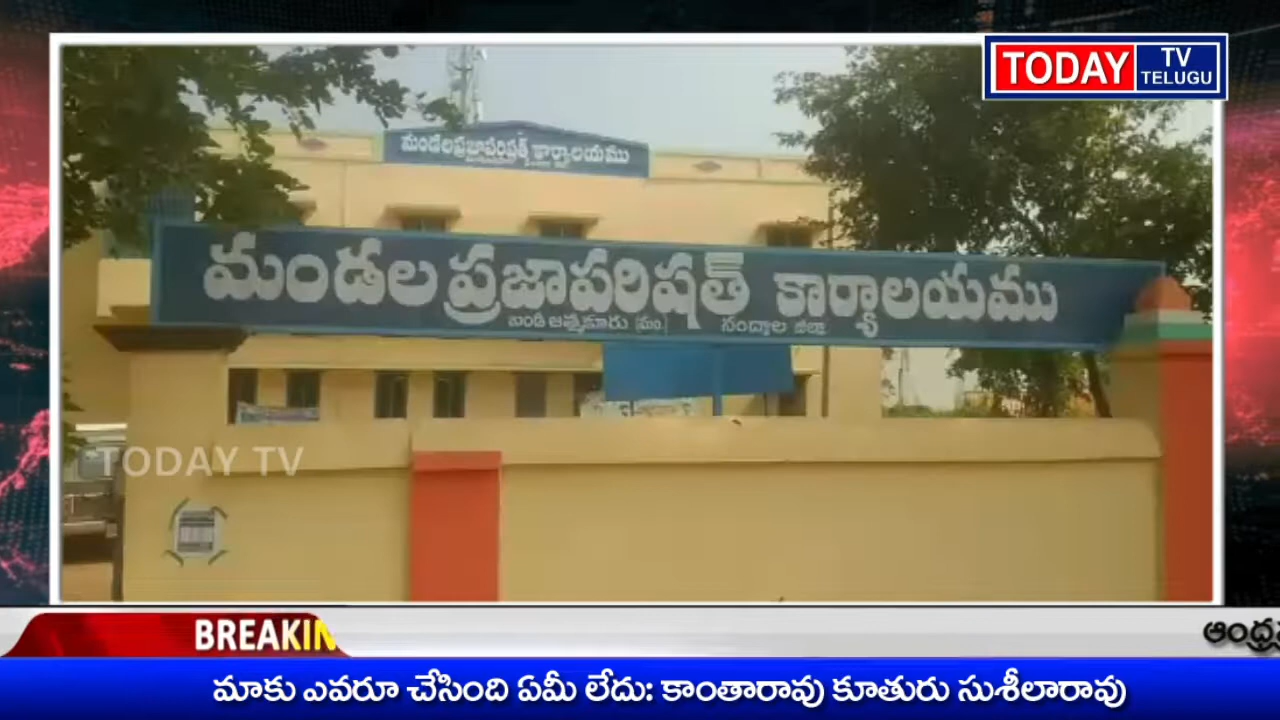 TODAY TV TELUGU
మండలప్రజాపరిషత్ కార్యాలయము
మండల ప్రజాపరిషత్ కార్యాలయము
బండి ఆత్మకూరు (మం.) నంద్యాల జిల్లా
TODAY TV
BREAKIN
ఆంధ్రప్ర
మాకు ఎవరూ చేసింది ఏమీ లేదు: కాంతారావు కూతురు సుశీలారావు